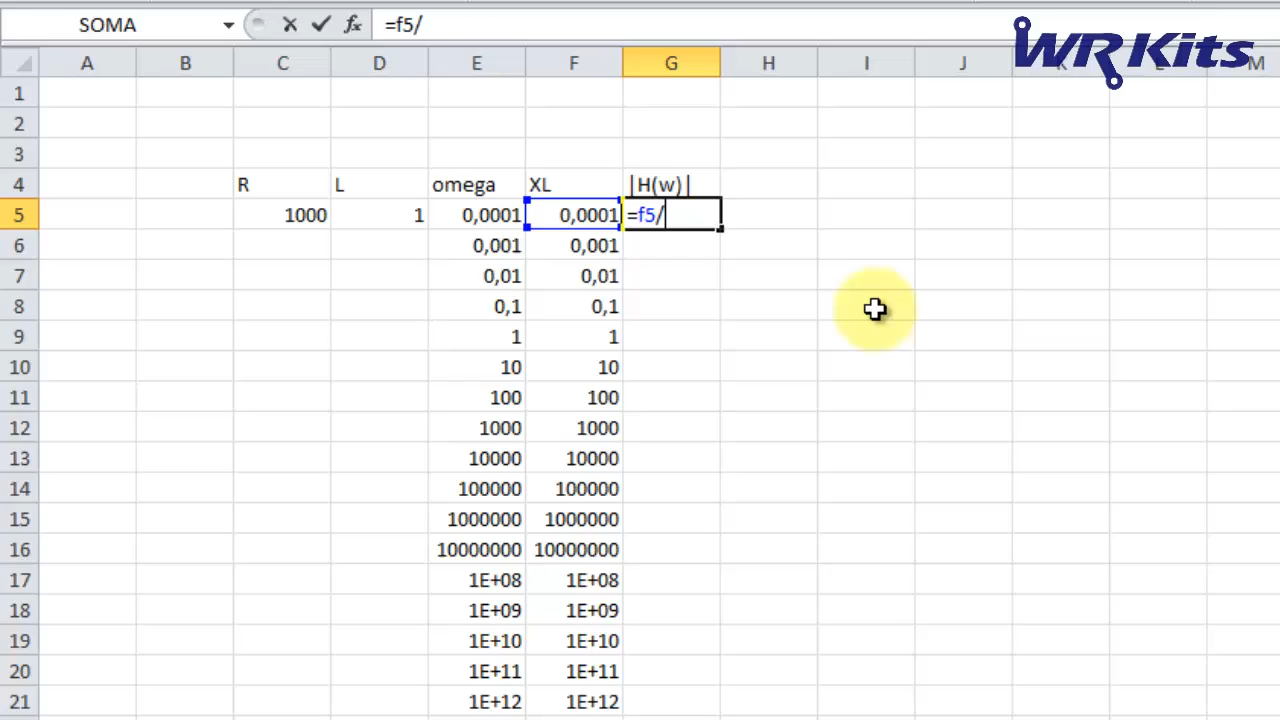 SOMA =f5/
WR Kits
A B C D E F G H I J K L M
1
2
3
4 R L omega XL |H(w)|
5 1000 1 0,0001 0,0001 =f5/
6 0,001 0,001
7 0,01 0,01
8 0,1 0,1
9 1 1
10 10 10
11 100 100
12 1000 1000
13 10000 10000
14 100000 100000
15 1000000 1000000
16 10000000 10000000
17 1E+08 1E+08
18 1E+09 1E+09
19 1E+10 1E+10
20 1E+11 1E+11
21 1E+12 1E+12